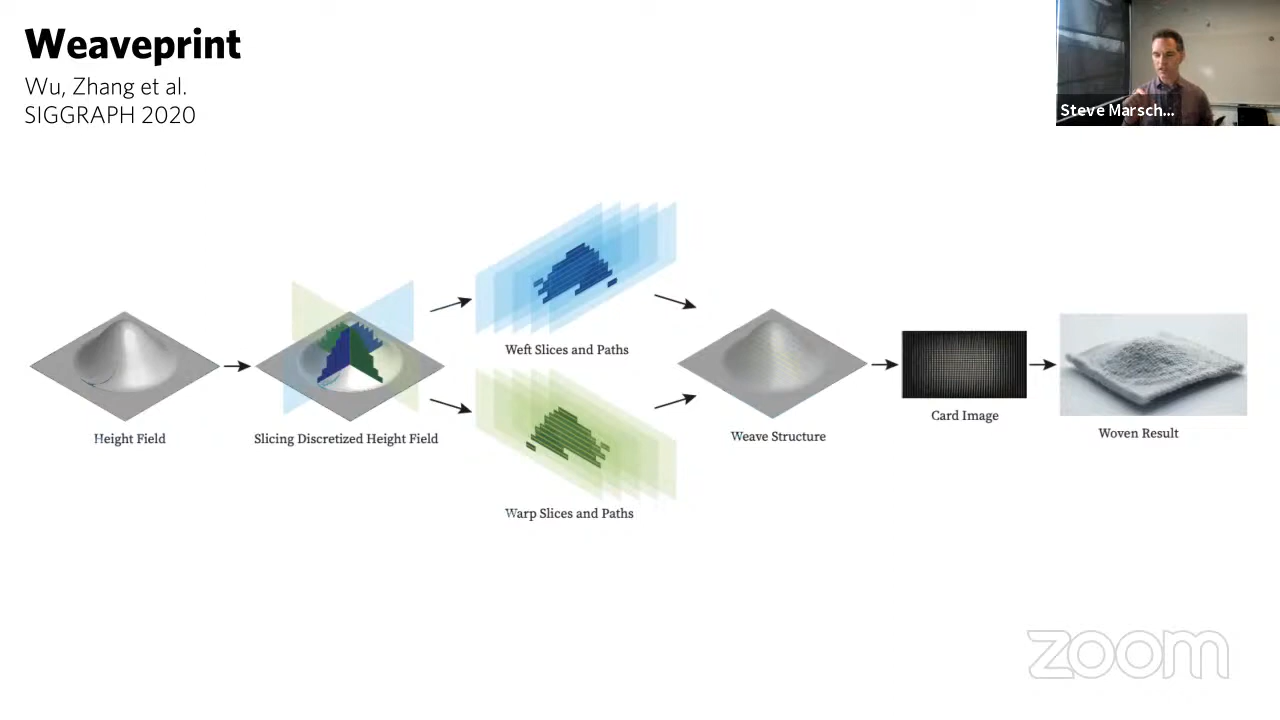 Weaveprint
Wu, Zhang et al.
SIGGRAPH 2020
Steve Marsch...
Weft Slices and Paths
Height Field
Slicing Discretized Height Field
Warp Slices and Paths
Weave Structure
Card Image
Woven Result
zoom